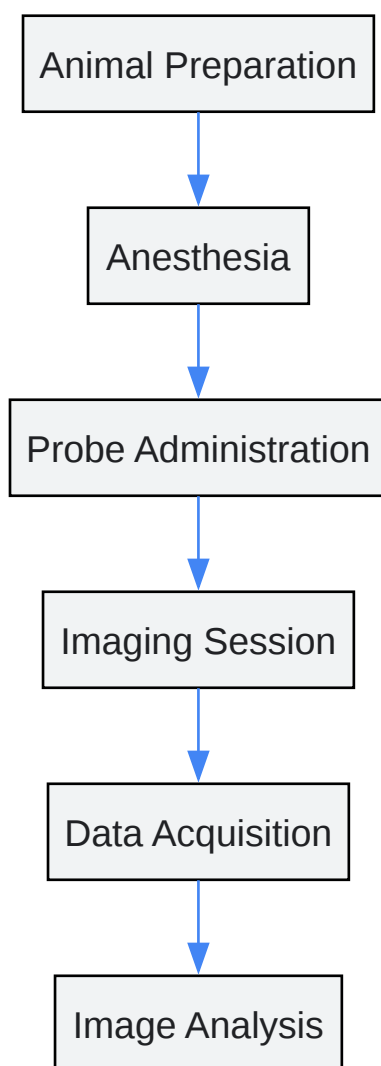 Animal Preparation
Anesthesia
Probe Administration
Imaging Session
Data Acquisition
Image Analysis